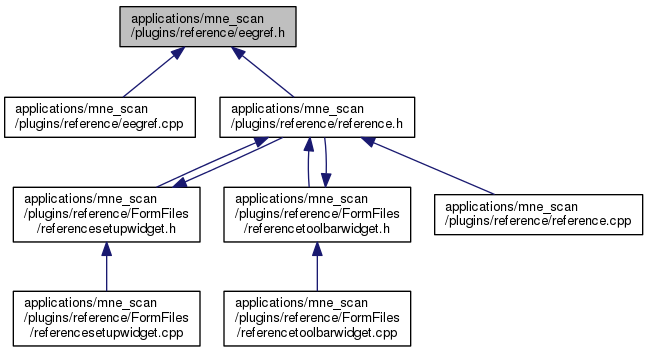 applications/mne_scan
/plugins/reference/eegref.h
applications/mne_scan
/plugins/reference/eegref.cpp
applications/mne_scan
/plugins/reference/reference.h
applications/mne_scan
/plugins/reference/FormFiles
/referencesetupwidget.h
applications/mne_scan
/plugins/reference/FormFiles
/referencetoolbarwidget.h
applications/mne_scan
/plugins/reference/reference.cpp
applications/mne_scan
/plugins/reference/FormFiles
/referencesetupwidget.cpp
applications/mne_scan
/plugins/reference/FormFiles
/referencetoolbarwidget.cpp